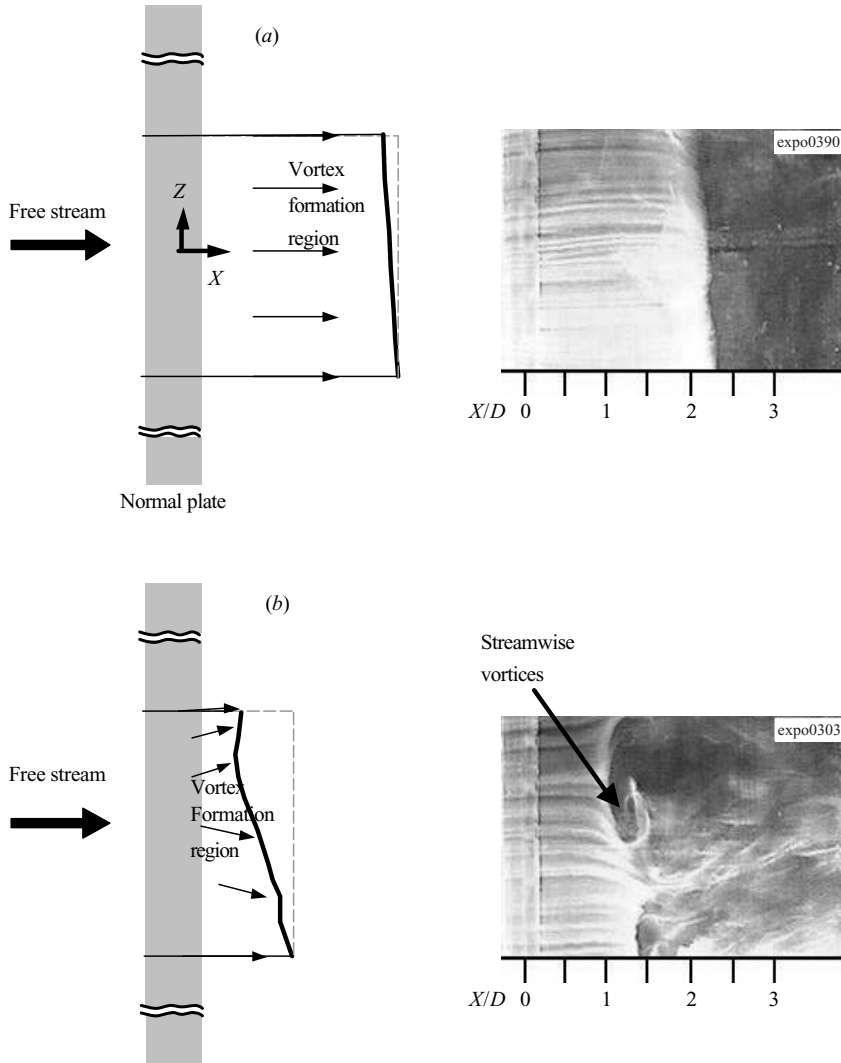 (a)
expo0390
Vortex
formation
region
Z
X
Free stream
X/D 0 1 2 3
Normal plate
(b)
Streamwise
vortices
expo0303
Free stream
Vortex
Formation
region
X/D 0 1 2 3